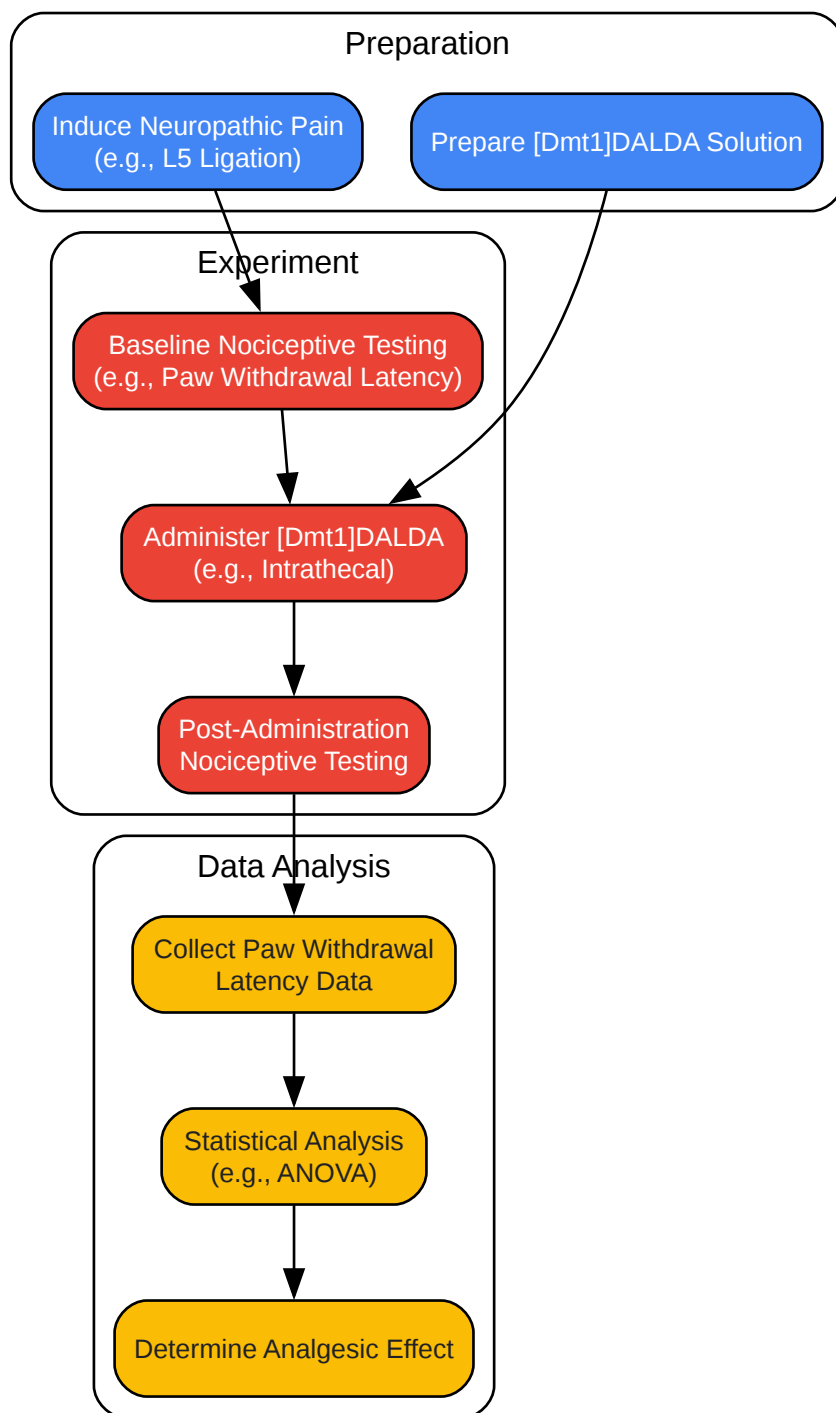 Preparation
Induce Neuropathic Pain
(e.g., L5 Ligation)
Prepare [Dmt1]DALDA Solution
Experiment
Baseline Nociceptive Testing
(e.g., Paw Withdrawal Latency)
Administer [Dmt1]DALDA
(e.g., Intrathecal)
Post-Administration
Nociceptive Testing
Data Analysis
Collect Paw Withdrawal
Latency Data
Statistical Analysis
(e.g., ANOVA)
Determine Analgesic Effect